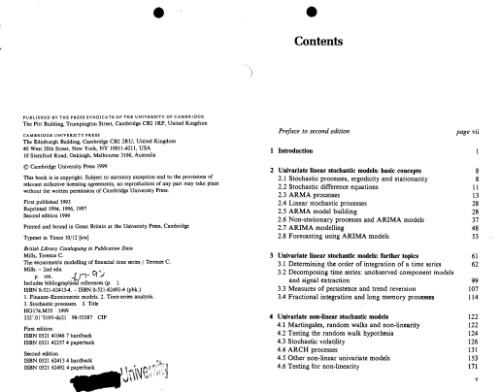 PUBLISHED BY THE PRESS SYNDICATE OF THE UNIVERSITY OF CAMBRIDGE
The Pitt Building, Trumpington Street, Cambridge CB2 1RP, United Kingdom
CAMBRIDGE UNIVERSITY PRESS
The Edinburgh Building, Cambridge CB2 2RU, United Kingdom
40 West 20th Street, New York, NY 10011-4211, USA
10 Stamford Road, Oakleigh, Melbourne 3166, Australia
© Cambridge University Press 1999
This book is in copyright. Subject to statutory exception and to the provisions of
relevant collective licensing agreements, no reproduction of any part may take place
without the written permission of Cambridge University Press.
First published 1993
Reprinted 1994, 1996, 1997
Second edition 1999
Printed and bound in Great Britain at the University Press, Cambridge
Typeset in Times 10/12
British Library Cataloguing in Publication Data
Mills, Terence C.
The econometric modelling of financial time series / Terence C.
Mills. – 2nd edn
p. cm.
Includes bibliographical references (p. ).
ISBN 0-521-62413-4. – ISBN 0-521-62492-4 (pbk.)
1. Finance–Econometric models. 2. Time-series analysis.
3. Stochastic processes. I. Title
HG174.M55 1999
332'.01'5195-dc21 98-53587 CIP
First edition
ISBN 0521 41048 7 hardback
ISBN 0521 42257 4 paperback
Second edition
ISBN 0521 62413 4 hardback
ISBN 0521 62492 4 paperback
University
Contents
Preface to second edition page vii
1 Introduction 1
2 Univariate linear stochastic models: basic concepts 8
2.1 Stochastic processes, ergodicity and stationarity 8
2.2 Stochastic difference equations 11
2.3 ARMA processes 13
2.4 Linear stochastic processes 28
2.5 ARMA model building 28
2.6 Non-stationary processes and ARIMA models 37
2.7 ARIMA modelling 48
2.8 Forecasting using ARIMA models 53
3 Univariate linear stochastic models: further topics 61
3.1 Determining the order of integration of a time series 62
3.2 Decomposing time series: unobserved component models
and signal extraction 99
3.3 Measures of persistence and trend reversion 107
3.4 Fractional integration and long memory processes 114
4 Univariate non-linear stochastic models 122
4.1 Martingales, random walks and non-linearity 122
4.2 Testing the random walk hypothesis 124
4.3 Stochastic volatility 126
4.4 ARCH processes 131
4.5 Other non-linear univariate models 153
4.6 Testing for non-linearity 171
v